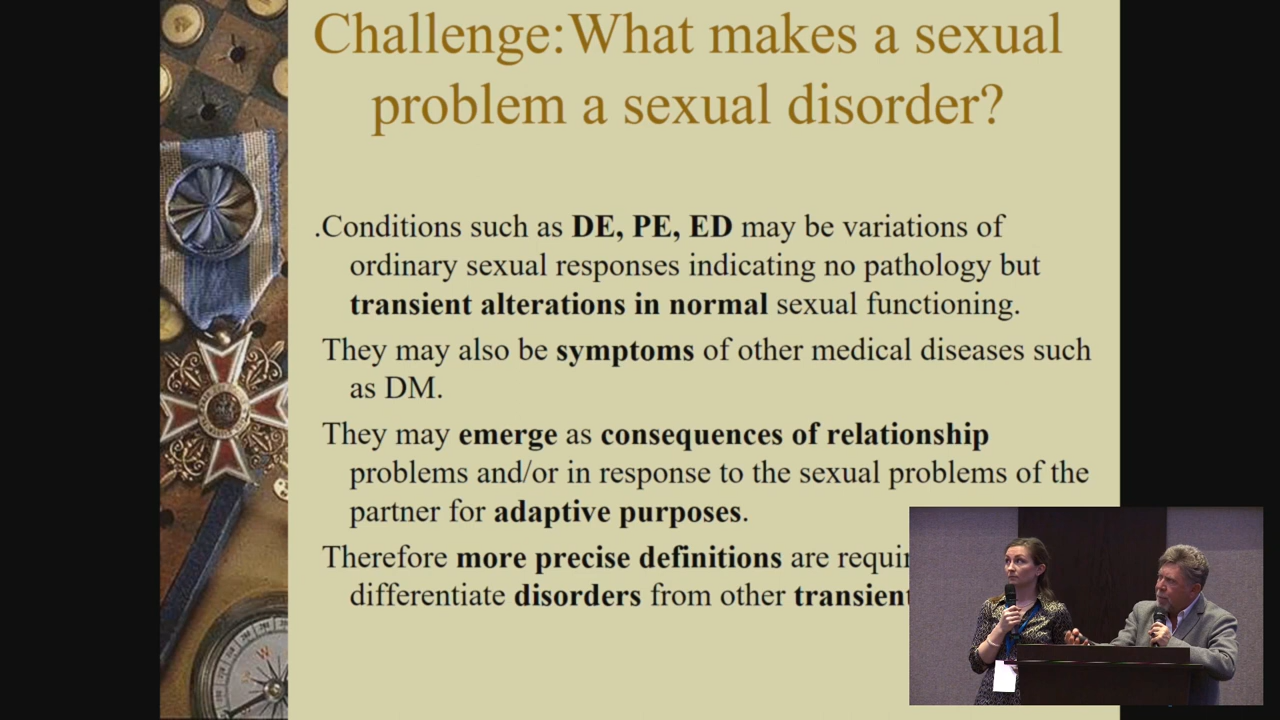 Challenge:What makes a sexual
problem a sexual disorder?
.Conditions such as DE, PE, ED may be variations of
ordinary sexual responses indicating no pathology but
transient alterations in normal sexual functioning.
They may also be symptoms of other medical diseases such
as DM.
They may emerge as consequences of relationship
problems and/or in response to the sexual problems of the
partner for adaptive purposes.
Therefore more precise definitions are requir
differentiate disorders from other transient